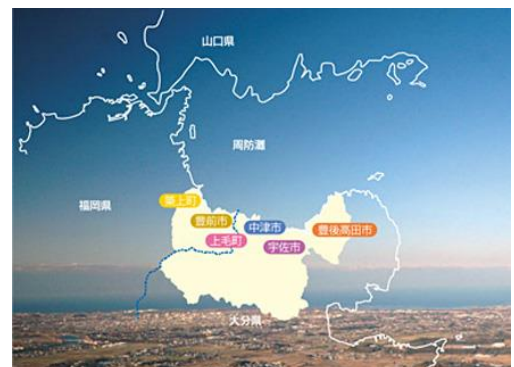 山口県
周防灘
福岡県
築上町
豊前市
上毛町
中津市
宇佐市
豊後高田市
大分県